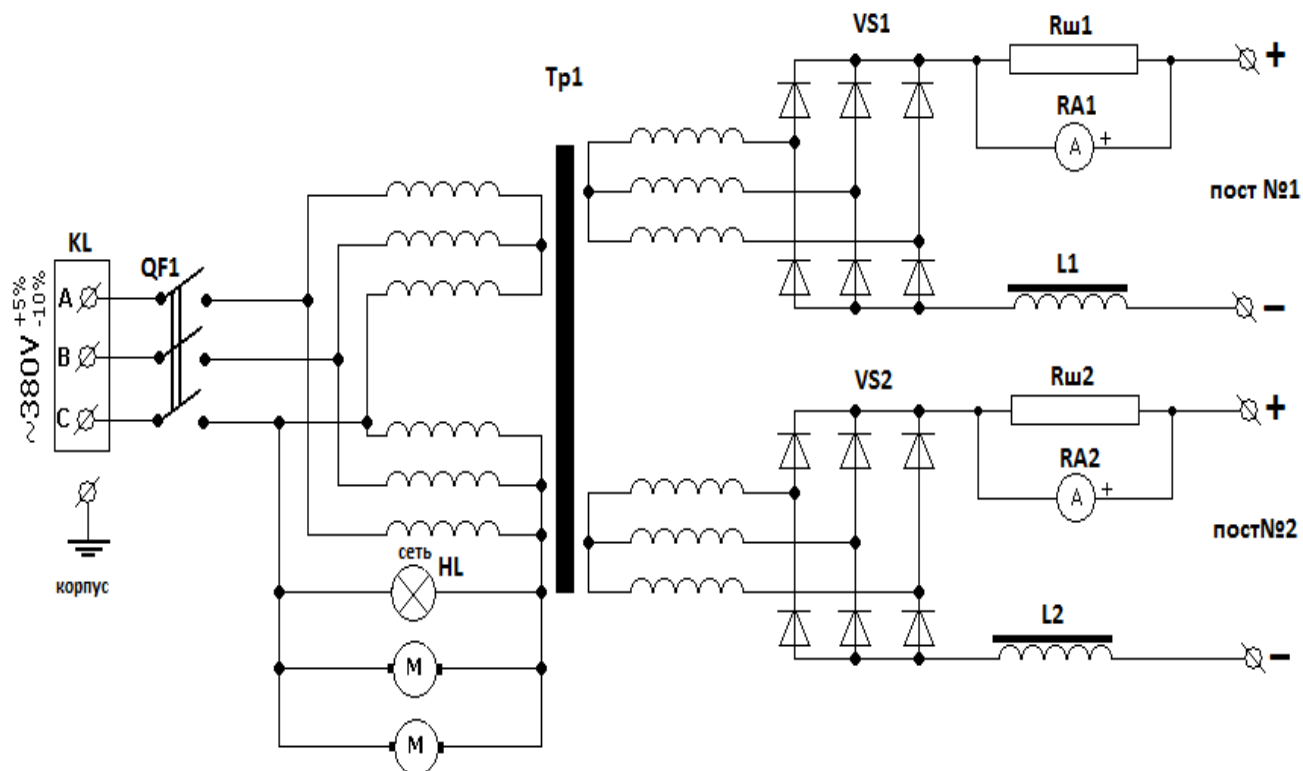 VS1
Rш1
+
Тр1
RA1
A
+
пост №1
KL
QF1
~380V +5%
-10%
A
B
C
L1
−
VS2
Rш2
+
RA2
A
+
пост№2
корпус
сеть
HL
L2
−
M
M